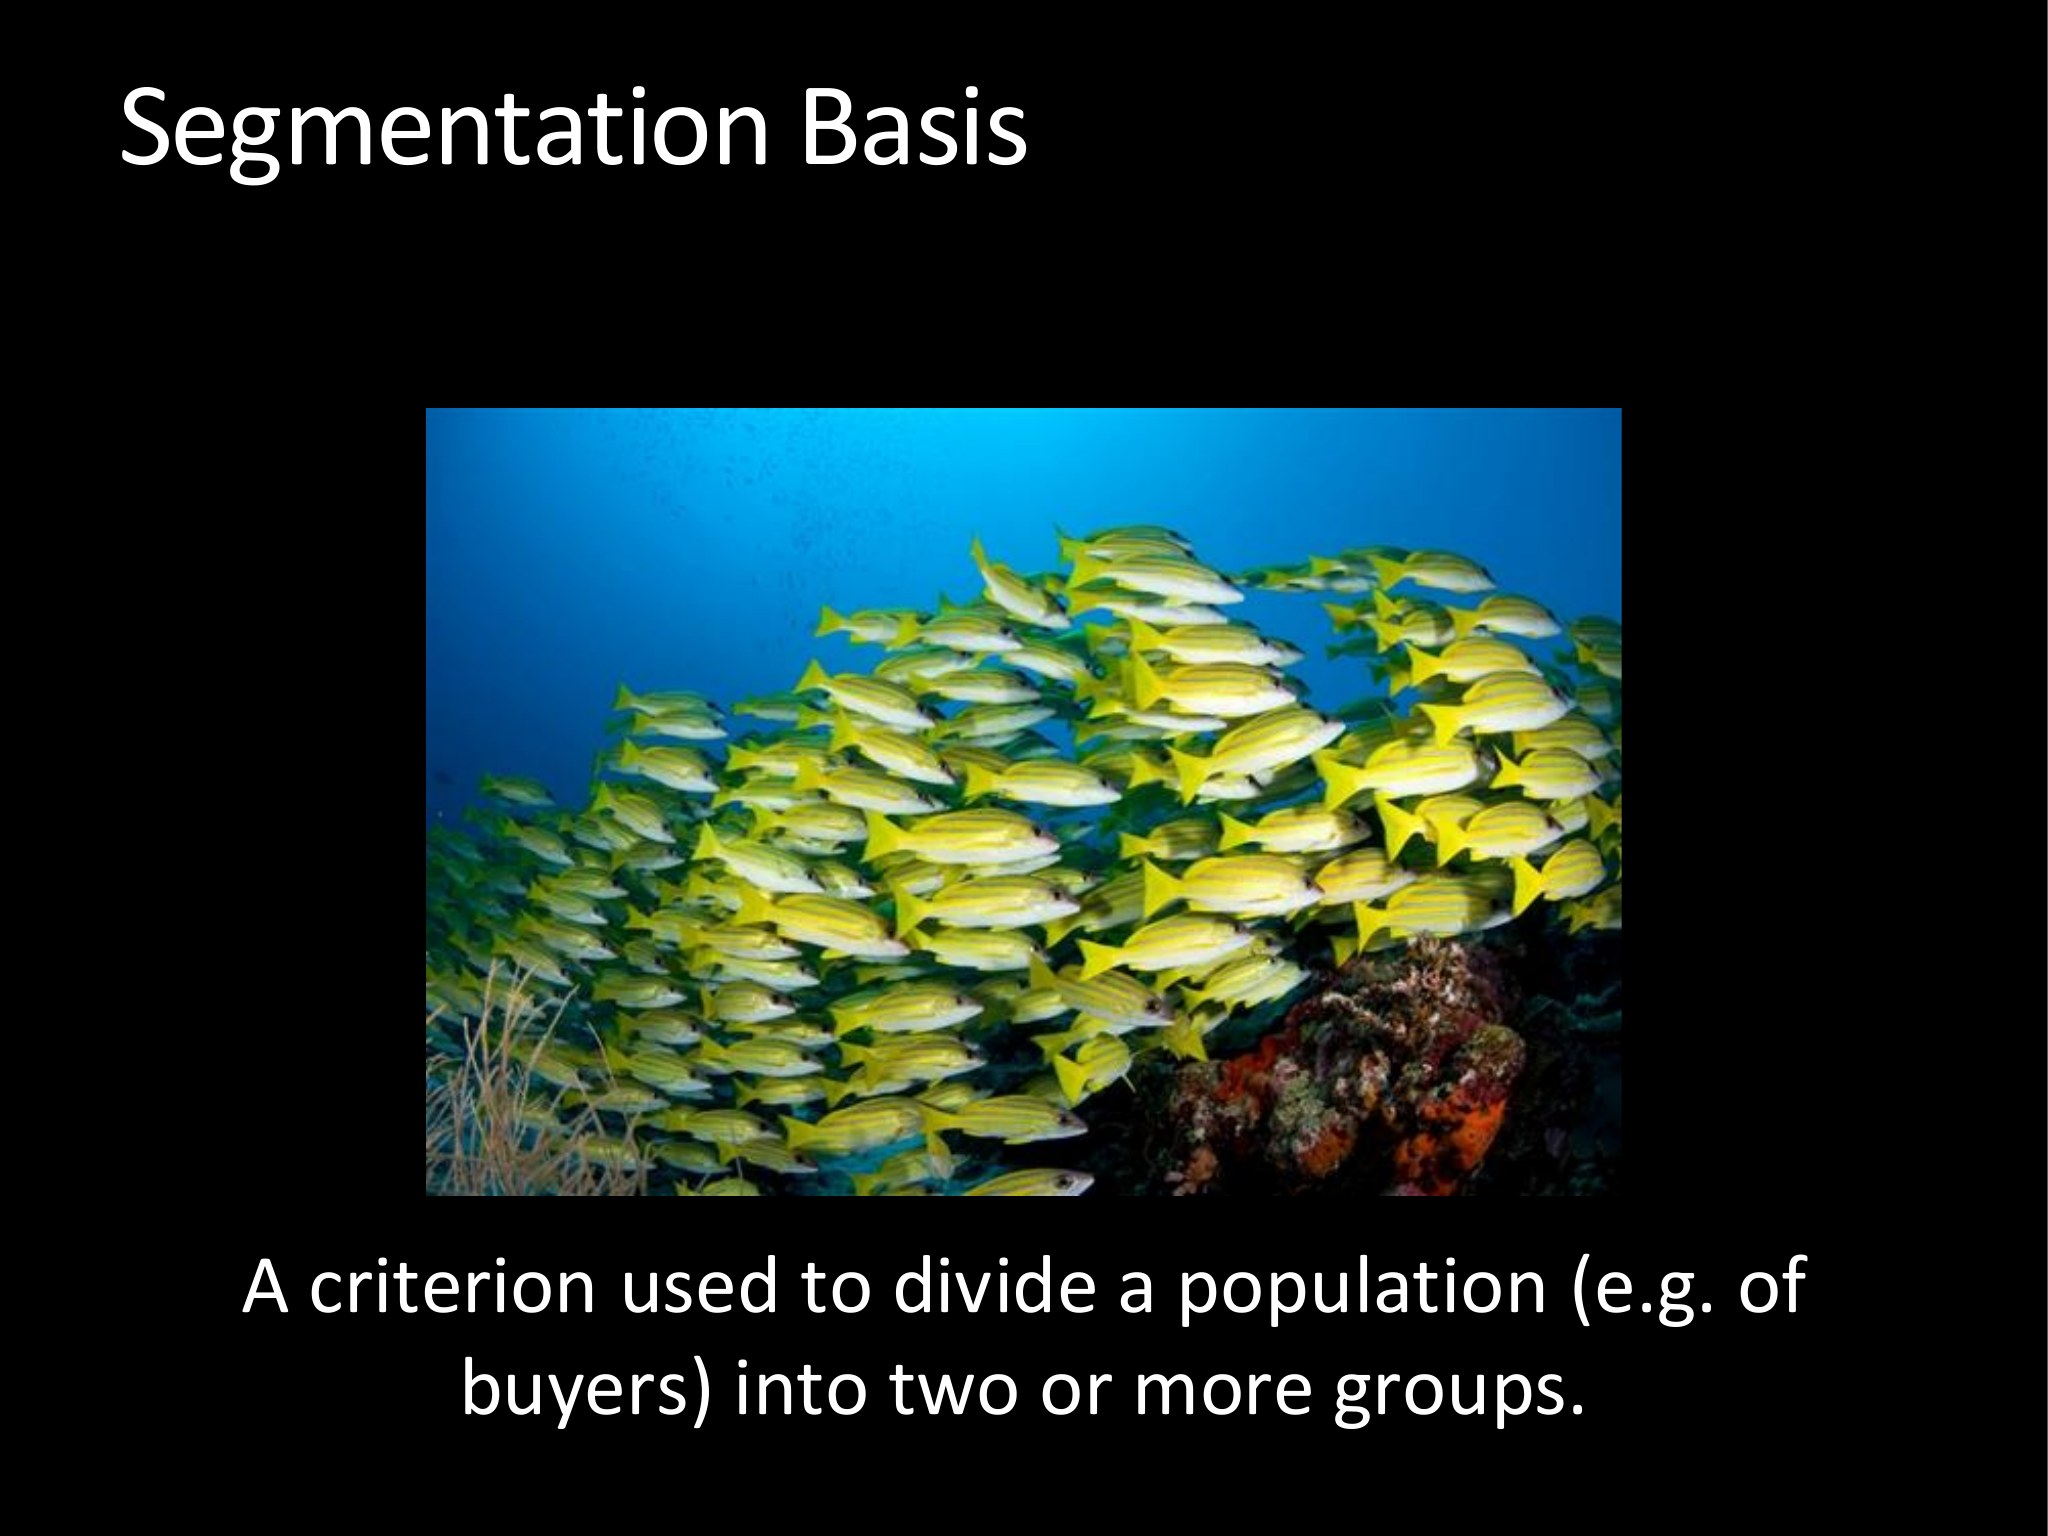 Segmentation Basis
A criterion used to divide a population (e.g. of
buyers) into two or more groups.